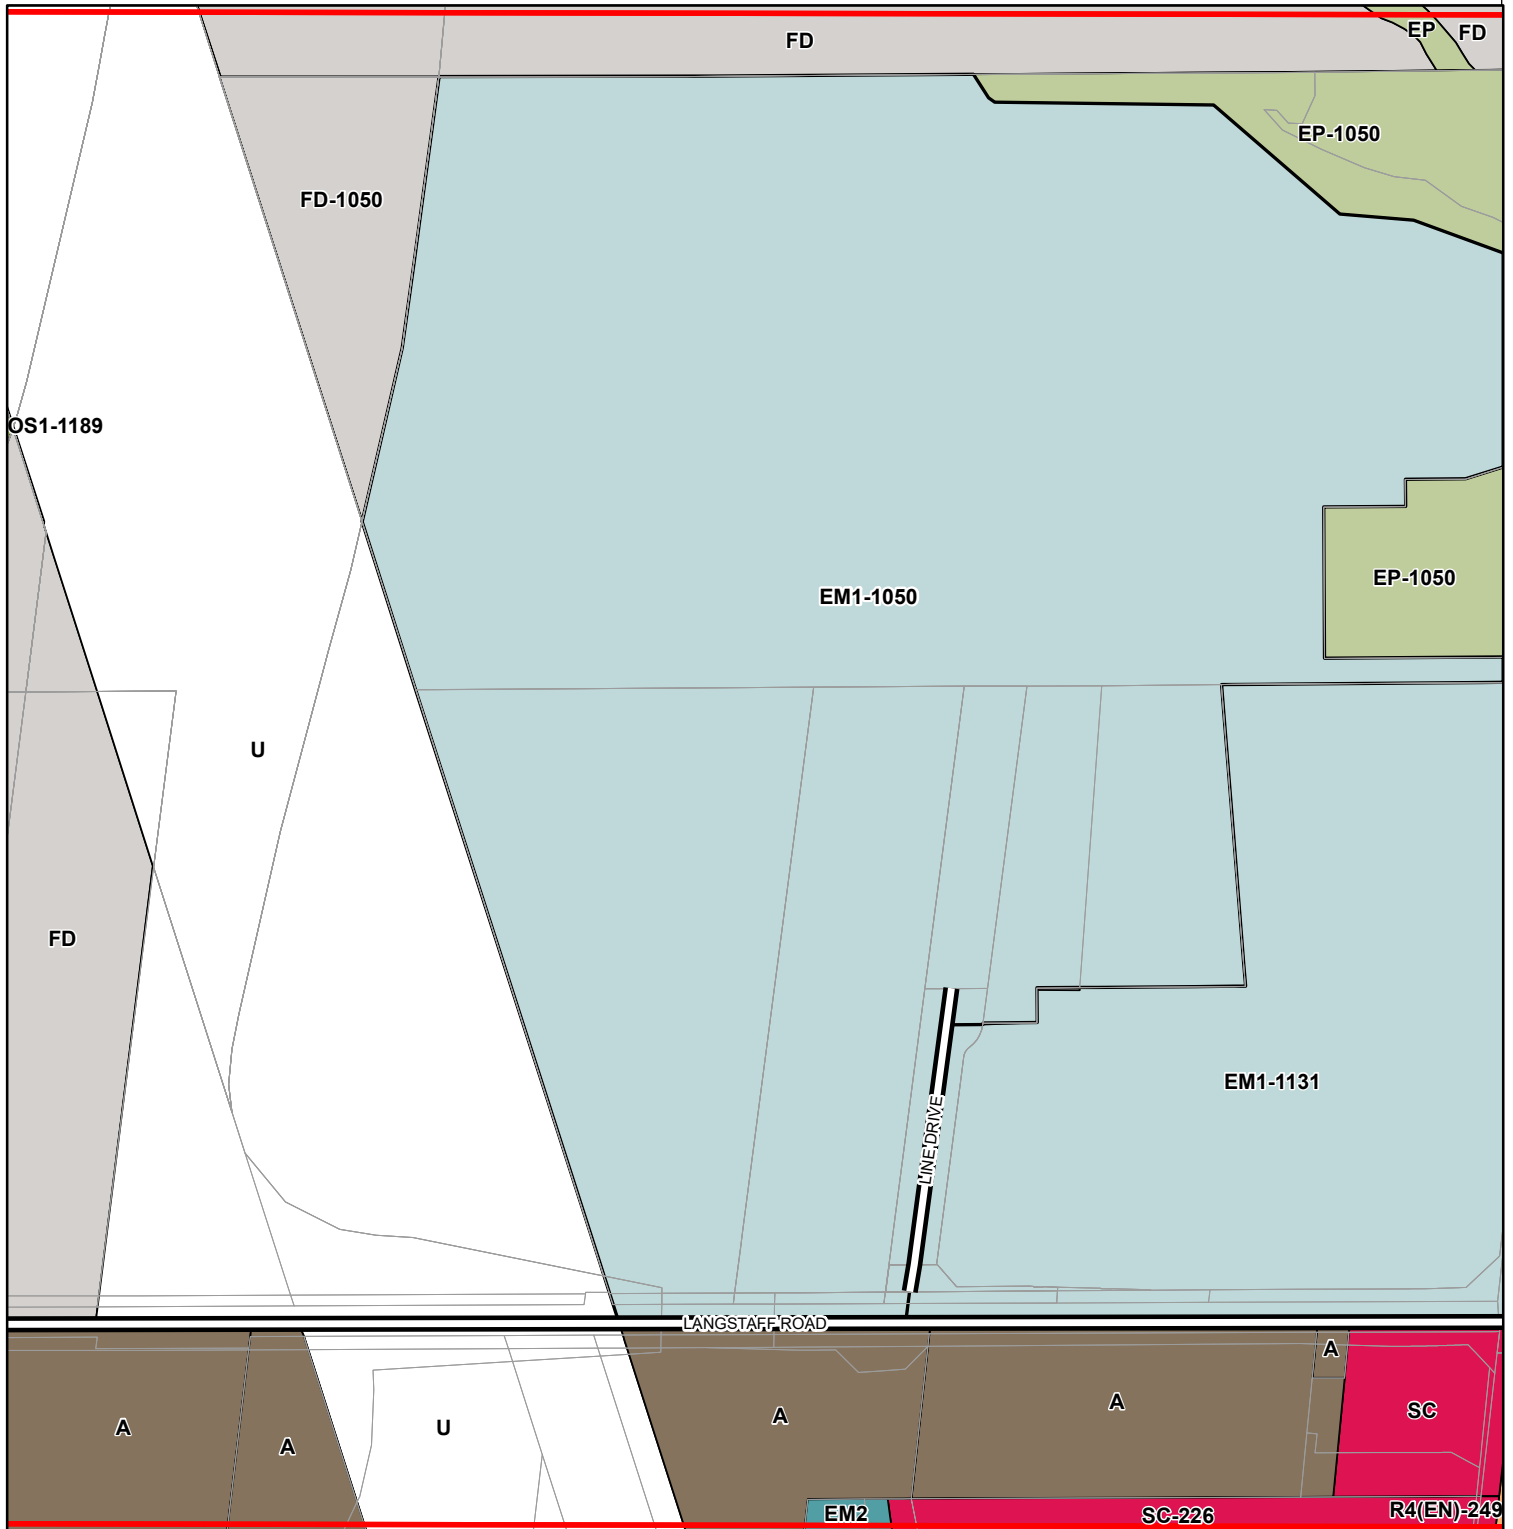 FD
EP
FD
EP-1050
FD-1050
OS1-1189
EP-1050
EM1-1050
U
FD
EM1-1131
LINE DRIVE
LANGSTAFF ROAD
A
A
A
A
U
A
SC
EM2
SC-226
R4(EN)-249